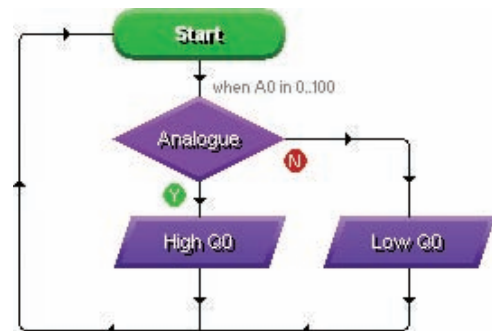 Start
when A0 in 0..100
Analogue
N
Y
High Q0
Low Q0